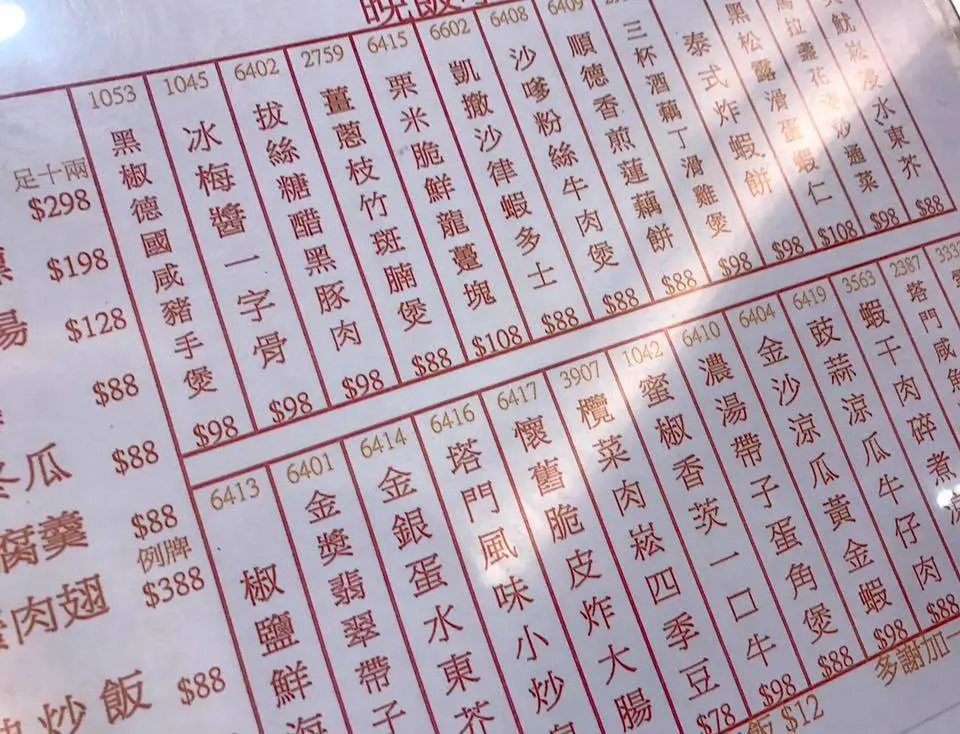 足十兩
$298
$198
湯 $128
$88
冬瓜 $88
腐羹 $88
例牌
肉翅 $388
炒飯 $88
1053
黑椒德國咸豬手煲
$98
1045
冰梅醬一字骨
$98
6402
拔絲糖醋黑豚肉
$98
2759
薑蔥枝竹斑腩煲
$88
6415
粟米脆鮮龍躉塊
$108
6602
凱撒沙律蝦多士
$88
6408
沙嗲粉絲牛肉煲
$88
6409
順德香煎蓮藕餅
$88
三杯酒藕丁滑雞煲
$98
泰式炸蝦餅
$98
黑松露滑蛋蝦仁
$108
拉盞花炒通菜
$98
魷崧浸水東芥
$88
6413
椒鹽鮮海
6401
金獎翡翠帶子
6414
金銀蛋水東芥
6416
塔門風味小炒
6417
懷舊脆皮炸大腸
3907
欖菜肉崧四季豆
$78
1042
蜜椒香茨一口牛
$98
6410
濃湯帶子蛋角煲
$88
6404
金沙涼瓜黃金蝦
$98
6419
豉蒜涼瓜牛仔肉
$88
3563
蝦干肉碎煮
2387
塔門咸
飯 $12
多謝加一